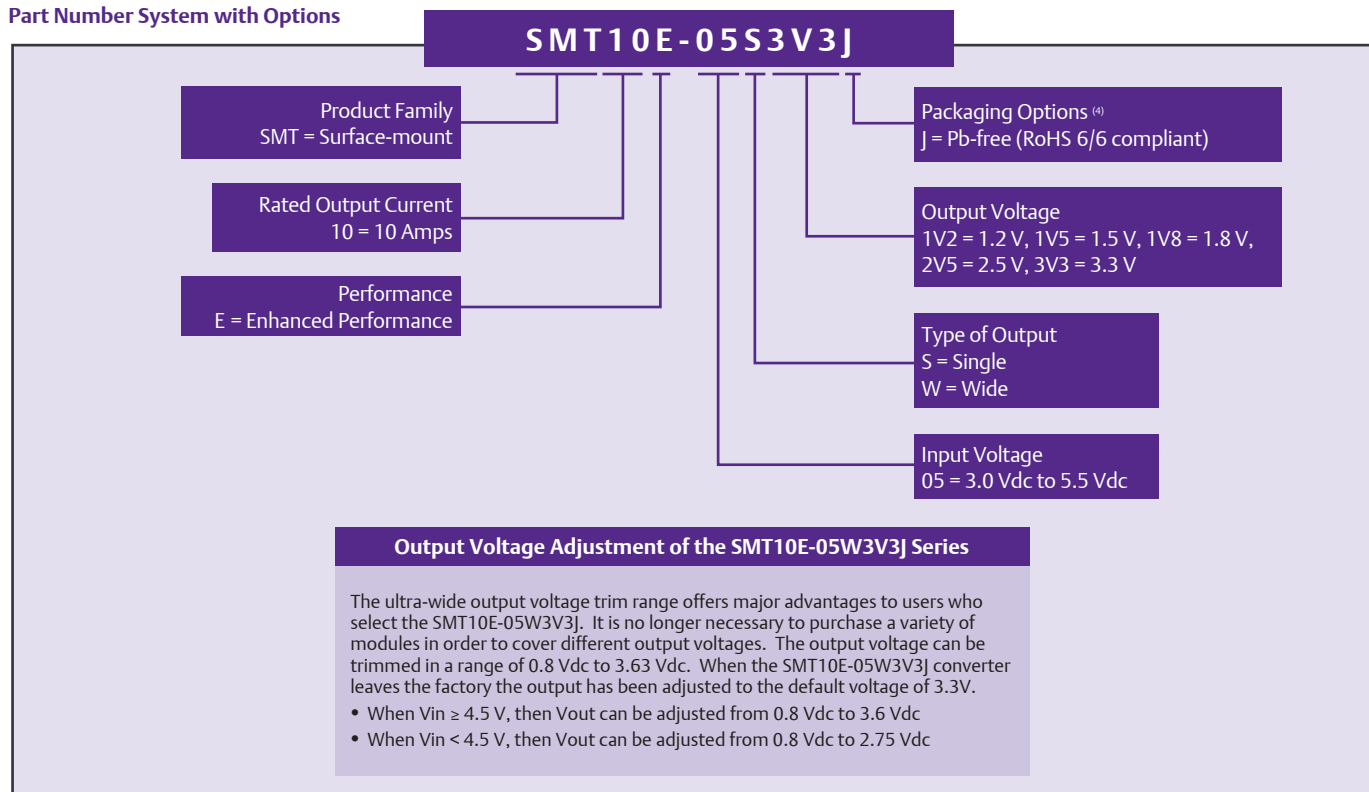 Part Number System with Options
SMT10E-05S3V3J
Product Family
SMT = Surface-mount
Rated Output Current
10 = 10 Amps
Performance
E = Enhanced Performance
Packaging Options (4)
J = Pb-free (RoHS 6/6 compliant)
Output Voltage
1V2 = 1.2 V, 1V5 = 1.5 V, 1V8 = 1.8 V,
2V5 = 2.5 V, 3V3 = 3.3 V
Type of Output
S = Single
W = Wide
Input Voltage
05 = 3.0 Vdc to 5.5 Vdc
Output Voltage Adjustment of the SMT10E-05W3V3J Series
The ultra-wide output voltage trim range offers major advantages to users who
select the SMT10E-05W3V3J. It is no longer necessary to purchase a variety of
modules in order to cover different output voltages. The output voltage can be
trimmed in a range of 0.8 Vdc to 3.63 Vdc. When the SMT10E-05W3V3J converter
leaves the factory the output has been adjusted to the default voltage of 3.3V.
• When Vin ≥ 4.5 V, then Vout can be adjusted from 0.8 Vdc to 3.6 Vdc
• When Vin < 4.5 V, then Vout can be adjusted from 0.8 Vdc to 2.75 Vdc